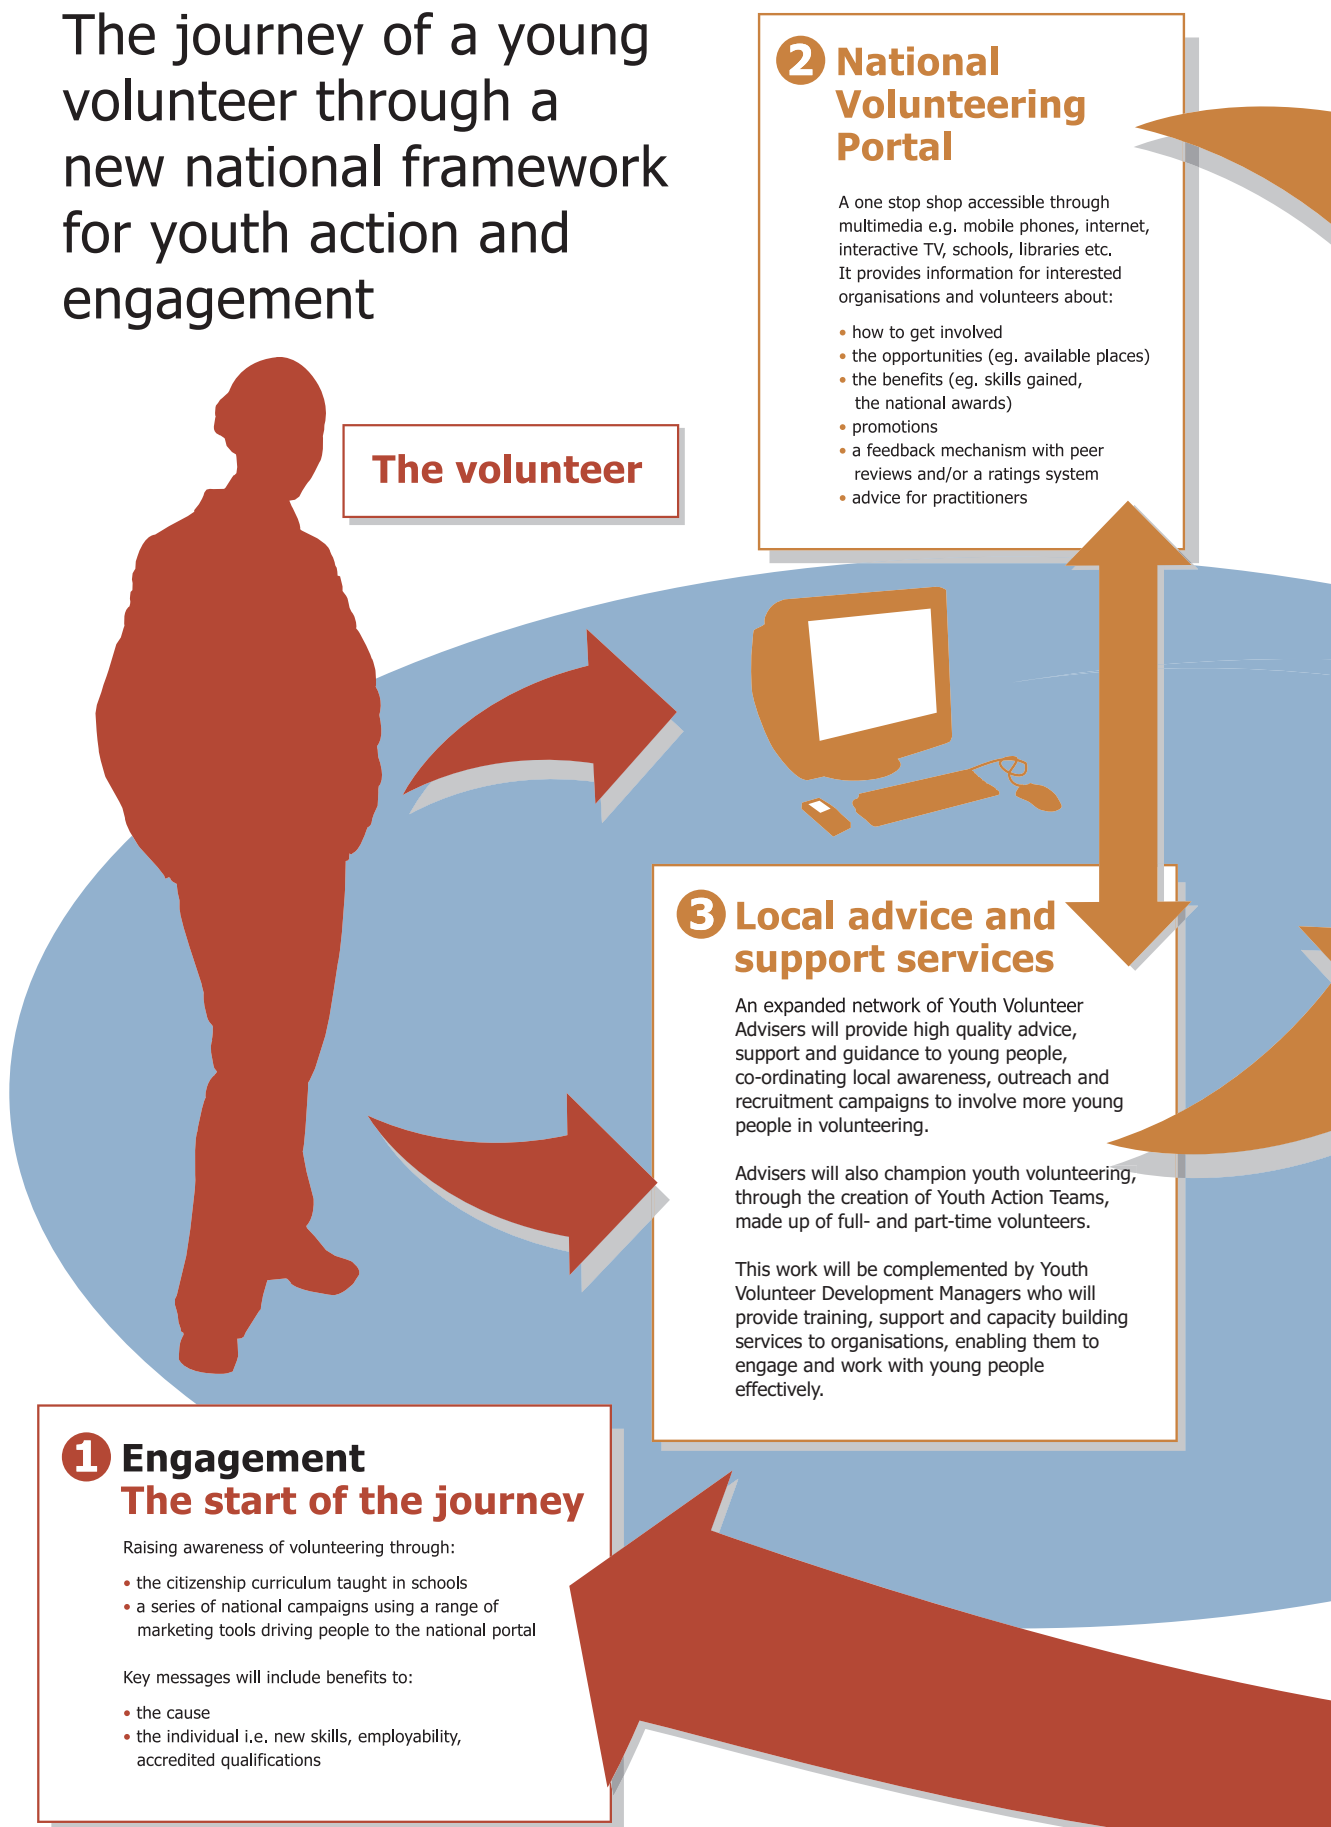 The journey of a young
volunteer through a
new national framework
for youth action and
engagement
The volunteer
2 National
Volunteering
Portal
A one stop shop accessible through
multimedia e.g. mobile phones, internet,
interactive TV, schools, libraries etc.
It provides information for interested
organisations and volunteers about:
• how to get involved
• the opportunities (eg. available places)
• the benefits (eg. skills gained,
the national awards)
• promotions
• a feedback mechanism with peer
reviews and/or a ratings system
• advice for practitioners
3 Local advice and
support services
An expanded network of Youth Volunteer
Advisers will provide high quality advice,
support and guidance to young people,
co-ordinating local awareness, outreach and
recruitment campaigns to involve more young
people in volunteering.
Advisers will also champion youth volunteering,
through the creation of Youth Action Teams,
made up of full- and part-time volunteers.
This work will be complemented by Youth
Volunteer Development Managers who will
provide training, support and capacity building
services to organisations, enabling them to
engage and work with young people
effectively.
1 Engagement
The start of the journey
Raising awareness of volunteering through:
• the citizenship curriculum taught in schools
• a series of national campaigns using a range of
marketing tools driving people to the national portal
Key messages will include benefits to:
• the cause
• the individual i.e. new skills, employability,
accredited qualifications